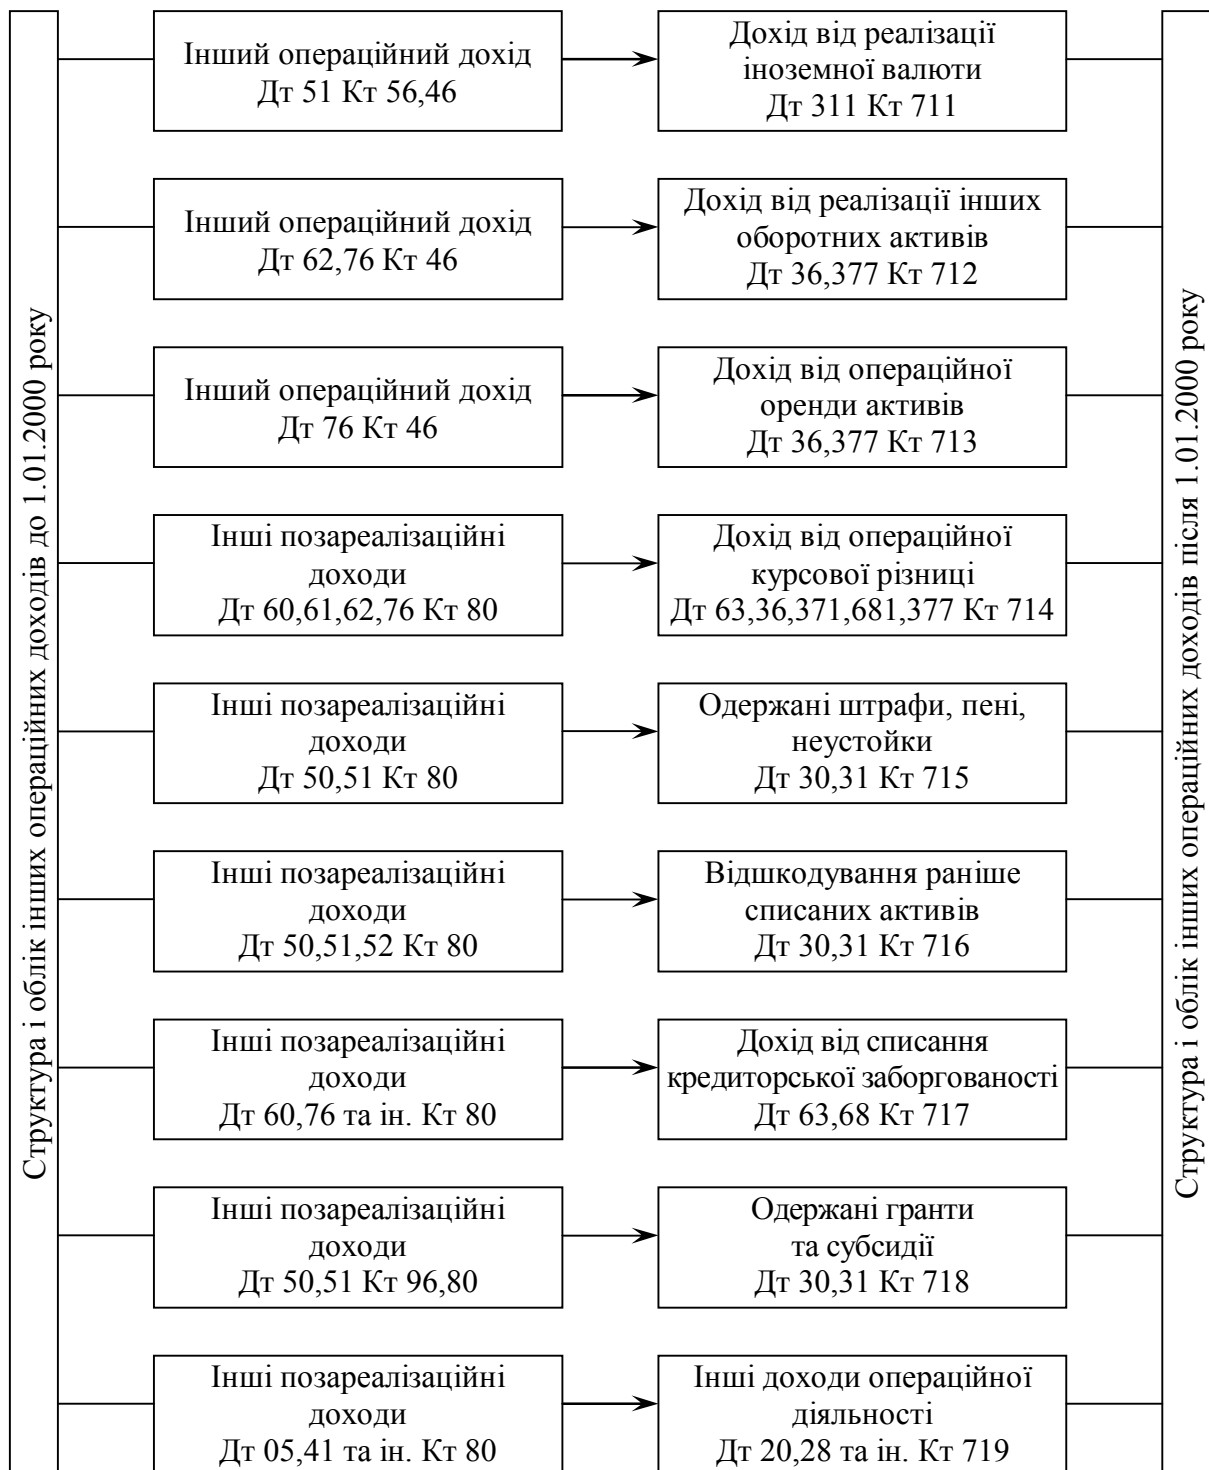 Структура і облік інших операційних доходів до 1.01.2000 року
Інший операційний дохід
Дт 51 Кт 56,46
Дохід від реалізації
іноземної валюти
Дт 311 Кт 711
Інший операційний дохід
Дт 62,76 Кт 46
Дохід від реалізації інших
оборотних активів
Дт 36,377 Кт 712
Інший операційний дохід
Дт 76 Кт 46
Дохід від операційної
оренди активів
Дт 36,377 Кт 713
Інші позареалізаційні
доходи
Дт 60,61,62,76 Кт 80
Дохід від операційної
курсової різниці
Дт 63,36,371,681,377 Кт 714
Інші позареалізаційні
доходи
Дт 50,51 Кт 80
Одержані штрафи, пені,
неустойки
Дт 30,31 Кт 715
Інші позареалізаційні
доходи
Дт 50,51,52 Кт 80
Відшкодування раніше
списаних активів
Дт 30,31 Кт 716
Інші позареалізаційні
доходи
Дт 60,76 та ін. Кт 80
Дохід від списання
кредиторської заборгованості
Дт 63,68 Кт 717
Інші позареалізаційні
доходи
Дт 50,51 Кт 96,80
Одержані гранти
та субсидії
Дт 30,31 Кт 718
Інші позареалізаційні
доходи
Дт 05,41 та ін. Кт 80
Інші доходи операційної
діяльності
Дт 20,28 та ін. Кт 719
Структура і облік інших операційних доходів після 1.01.2000 року